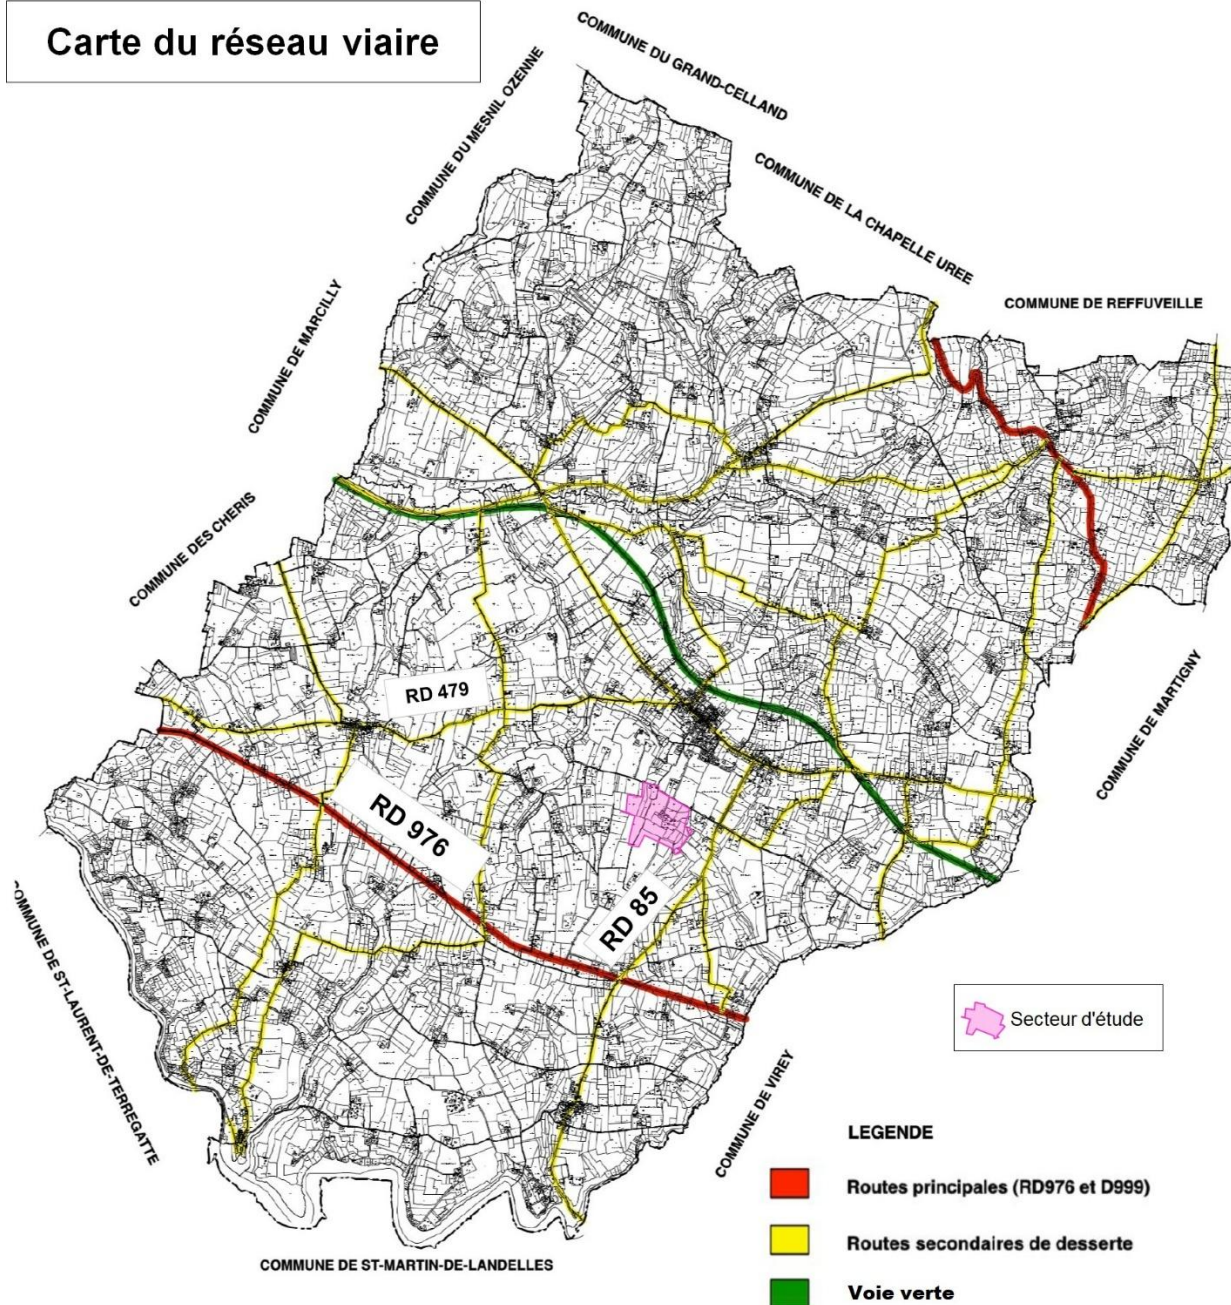 Carte du réseau viaire
COMMUNE DU GRAND-CELLAND
COMMUNE DU MESNIL OZENNE
COMMUNE DE LA CHAPELLE UREE
COMMUNE DE REFFUVEILLE
COMMUNE DE MARCILLY
COMMUNE DES CHERIS
RD 479
COMMUNE DE MARTIGNY
RD 976
RD 85
COMMUNE DE ST-LAURENT-DE-TERREGATTE
Secteur d'étude
COMMUNE DE VIREY
LEGENDE
Routes principales (RD976 et D999)
Routes secondaires de desserte
COMMUNE DE ST-MARTIN-DE-LANDELLES
Voie verte